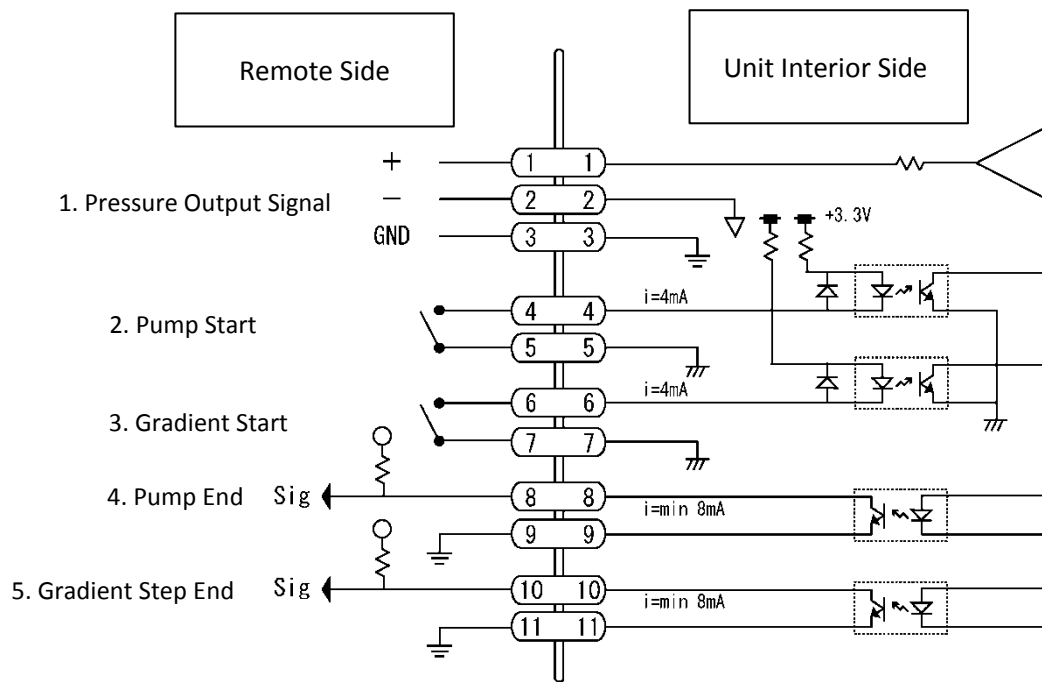 Remote Side
Unit Interior Side
+
1 1
1. Pressure Output Signal
−
2 2
+3.3V
GND
3 3
2. Pump Start
4 4
i=4mA
5 5
3. Gradient Start
6 6
i=4mA
7 7
4. Pump End
Sig
8 8
i=min 8mA
9 9
5. Gradient Step End
Sig
10 10
i=min 8mA
11 11